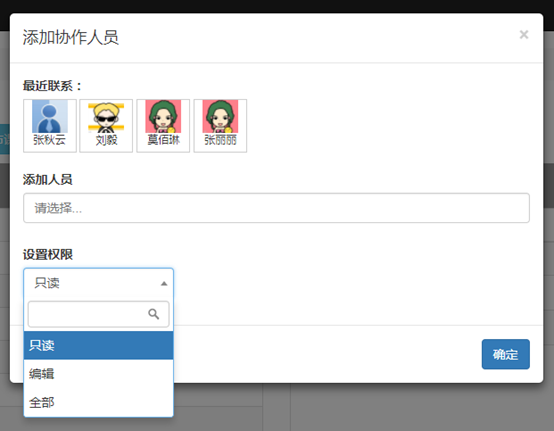 添加协作人员
×
最近联系：
张秋云 刘毅 莫佰琳 张丽丽
添加人员
请选择...
设置权限
只读
只读
编辑
全部
确定